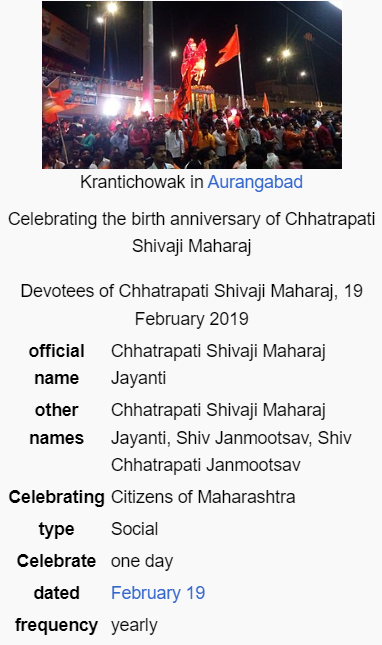 Krantichowak in Aurangabad
Celebrating the birth anniversary of Chhatrapati
Shivaji Maharaj
Devotees of Chhatrapati Shivaji Maharaj, 19
February 2019
official name Chhatrapati Shivaji Maharaj
Jayanti
other names Chhatrapati Shivaji Maharaj
Jayanti, Shiv Janmootsav, Shiv
Chhatrapati Janmootsav
Celebrating Citizens of Maharashtra
type Social
Celebrate one day
dated February 19
frequency yearly